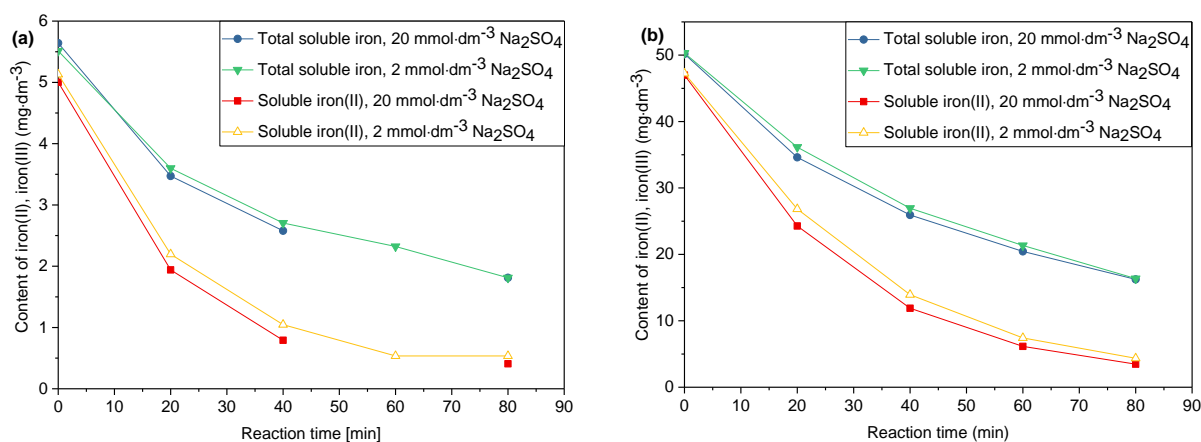 (a)
Content of iron(II), iron(III) (mg·dm⁻³)
6
5
4
3
2
1
0
Total soluble iron, 20 mmol·dm⁻³ Na₂SO₄
Total soluble iron, 2 mmol·dm⁻³ Na₂SO₄
Soluble iron(II), 20 mmol·dm⁻³ Na₂SO₄
Soluble iron(II), 2 mmol·dm⁻³ Na₂SO₄
0 10 20 30 40 50 60 70 80 90
Reaction time [min]
(b)
Content of iron(II), iron(III) (mg·dm⁻³)
50
40
30
20
10
0
Total soluble iron, 20 mmol·dm⁻³ Na₂SO₄
Total soluble iron, 2 mmol·dm⁻³ Na₂SO₄
Soluble iron(II), 20 mmol·dm⁻³ Na₂SO₄
Soluble iron(II), 2 mmol·dm⁻³ Na₂SO₄
0 10 20 30 40 50 60 70 80 90
Reaction time (min)